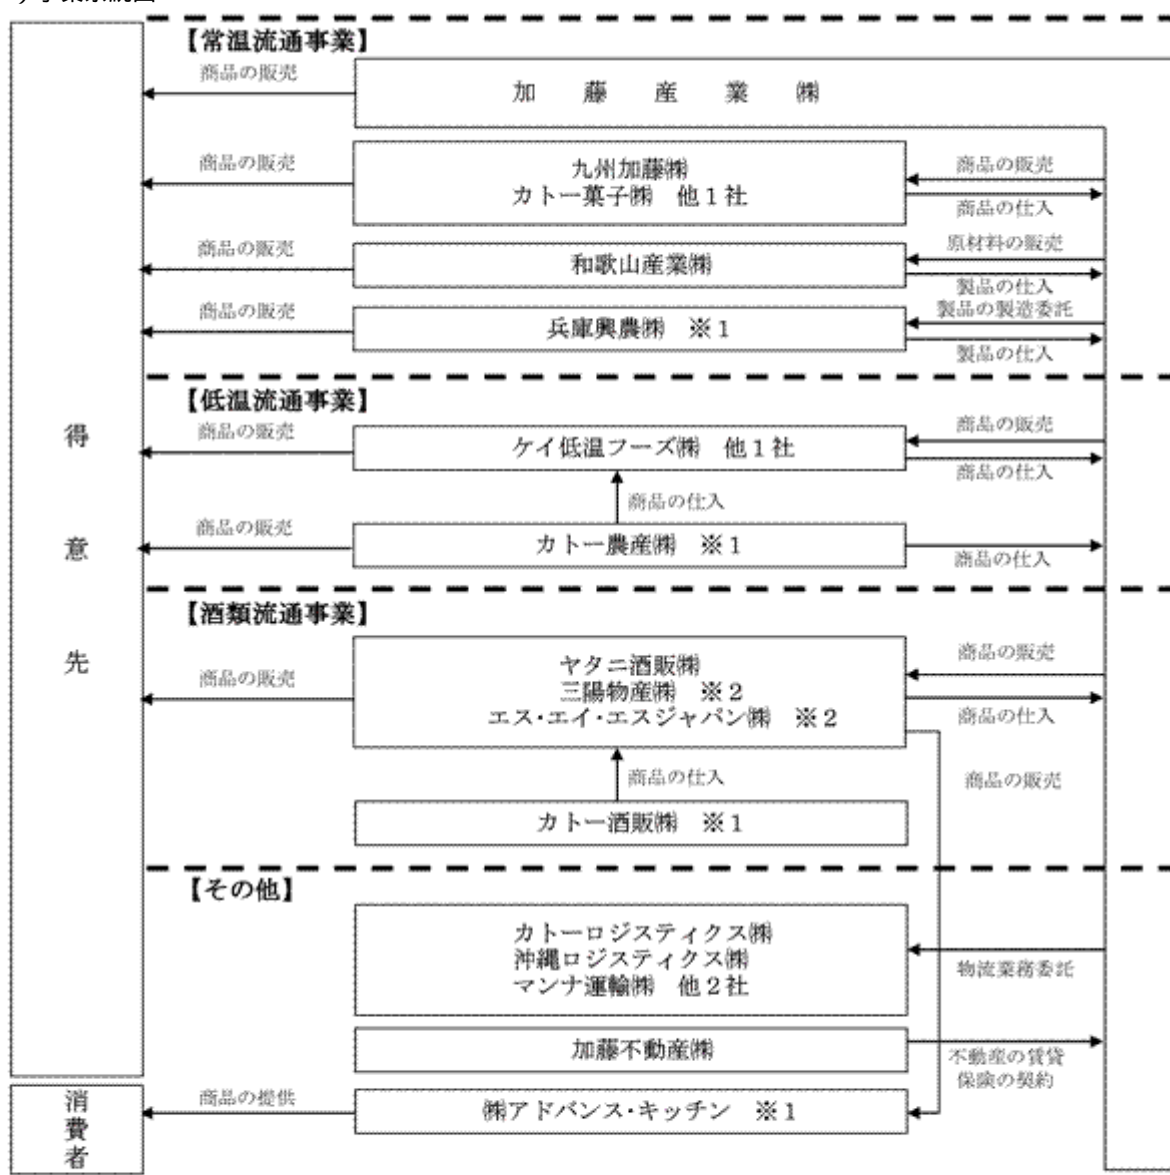 【常温流通事業】
商品の販売
加藤産業㈱
商品の販売
九州加藤㈱
カトー菓子㈱ 他1社
商品の販売
商品の仕入
商品の販売
和歌山産業㈱
原材料の販売
製品の仕入
商品の販売
兵庫興農㈱ ※1
製品の製造委託
製品の仕入
【低温流通事業】
商品の販売
ケイ低温フーズ㈱ 他1社
商品の販売
商品の仕入
商品の仕入
商品の販売
カトー農産㈱ ※1
商品の仕入
得意先
【酒類流通事業】
商品の販売
ヤタニ酒販㈱
三陽物産㈱ ※2
エス・エイ・エスジャパン㈱ ※2
商品の販売
商品の仕入
商品の仕入
商品の販売
カトー酒販㈱ ※1
【その他】
カトーロジスティクス㈱
沖縄ロジスティクス㈱
マンナ運輸㈱ 他2社
物流業務委託
加藤不動産㈱
不動産の賃貸
保険の契約
消費者
商品の提供
㈱アドバンス・キッチン ※1